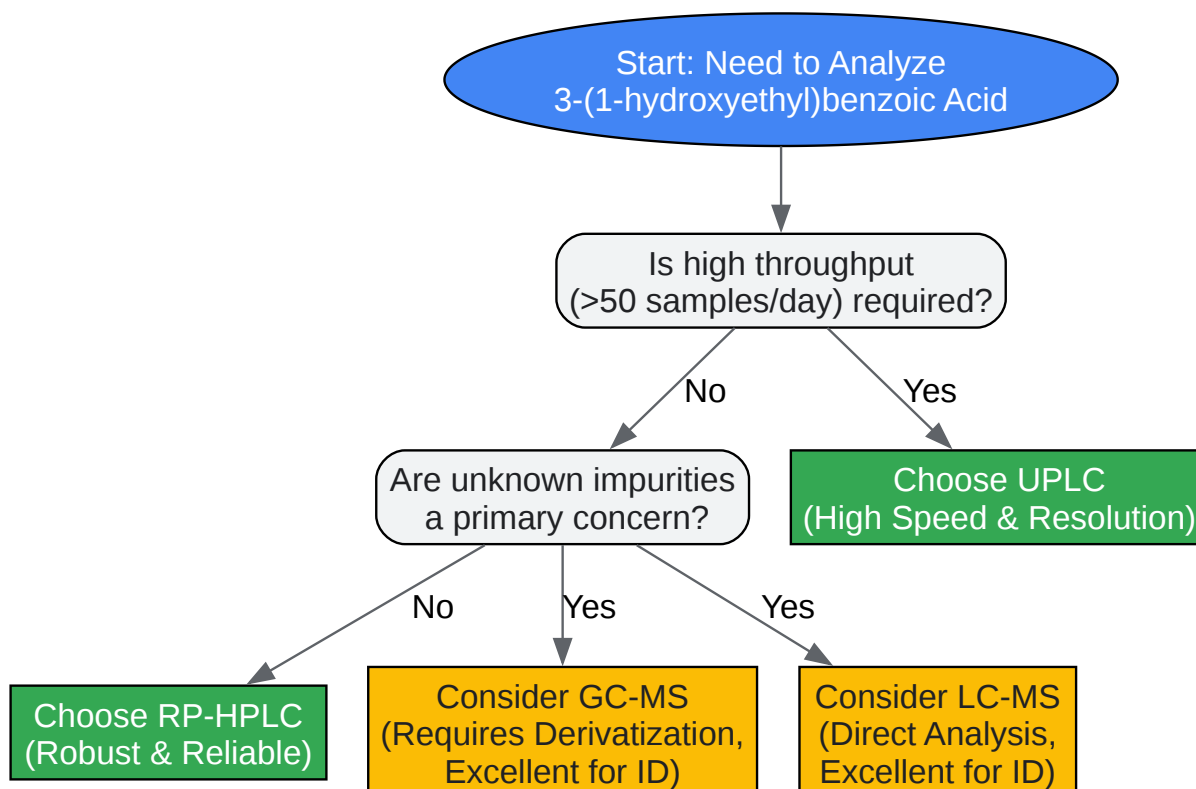 Start: Need to Analyze
3-(1-hydroxyethyl)benzoic Acid
Is high throughput
(>50 samples/day) required?
No
Yes
Are unknown impurities
a primary concern?
Choose UPLC
(High Speed & Resolution)
No
Yes
Yes
Choose RP-HPLC
(Robust & Reliable)
Consider GC-MS
(Requires Derivatization,
Excellent for ID)
Consider LC-MS
(Direct Analysis,
Excellent for ID)